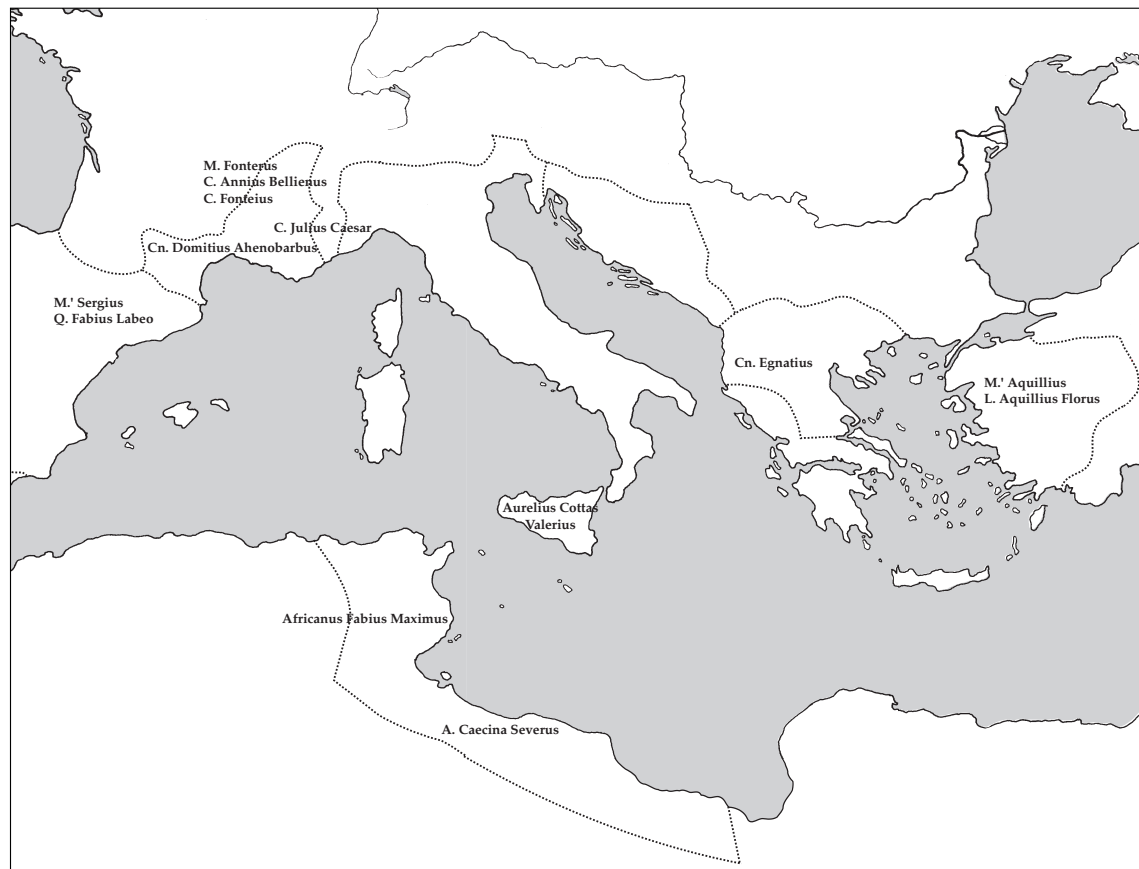 M. Fonterus
C. Annius Bellienus
C. Fonteius
C. Julius Caesar
Cn. Domitius Ahenobarbus
M.' Sergius
Q. Fabius Labeo
Cn. Egnatius
M.' Aquillius
L. Aquillius Florus
Aurelius Cottas
Valerius
Africanus Fabius Maximus
A. Caecina Severus